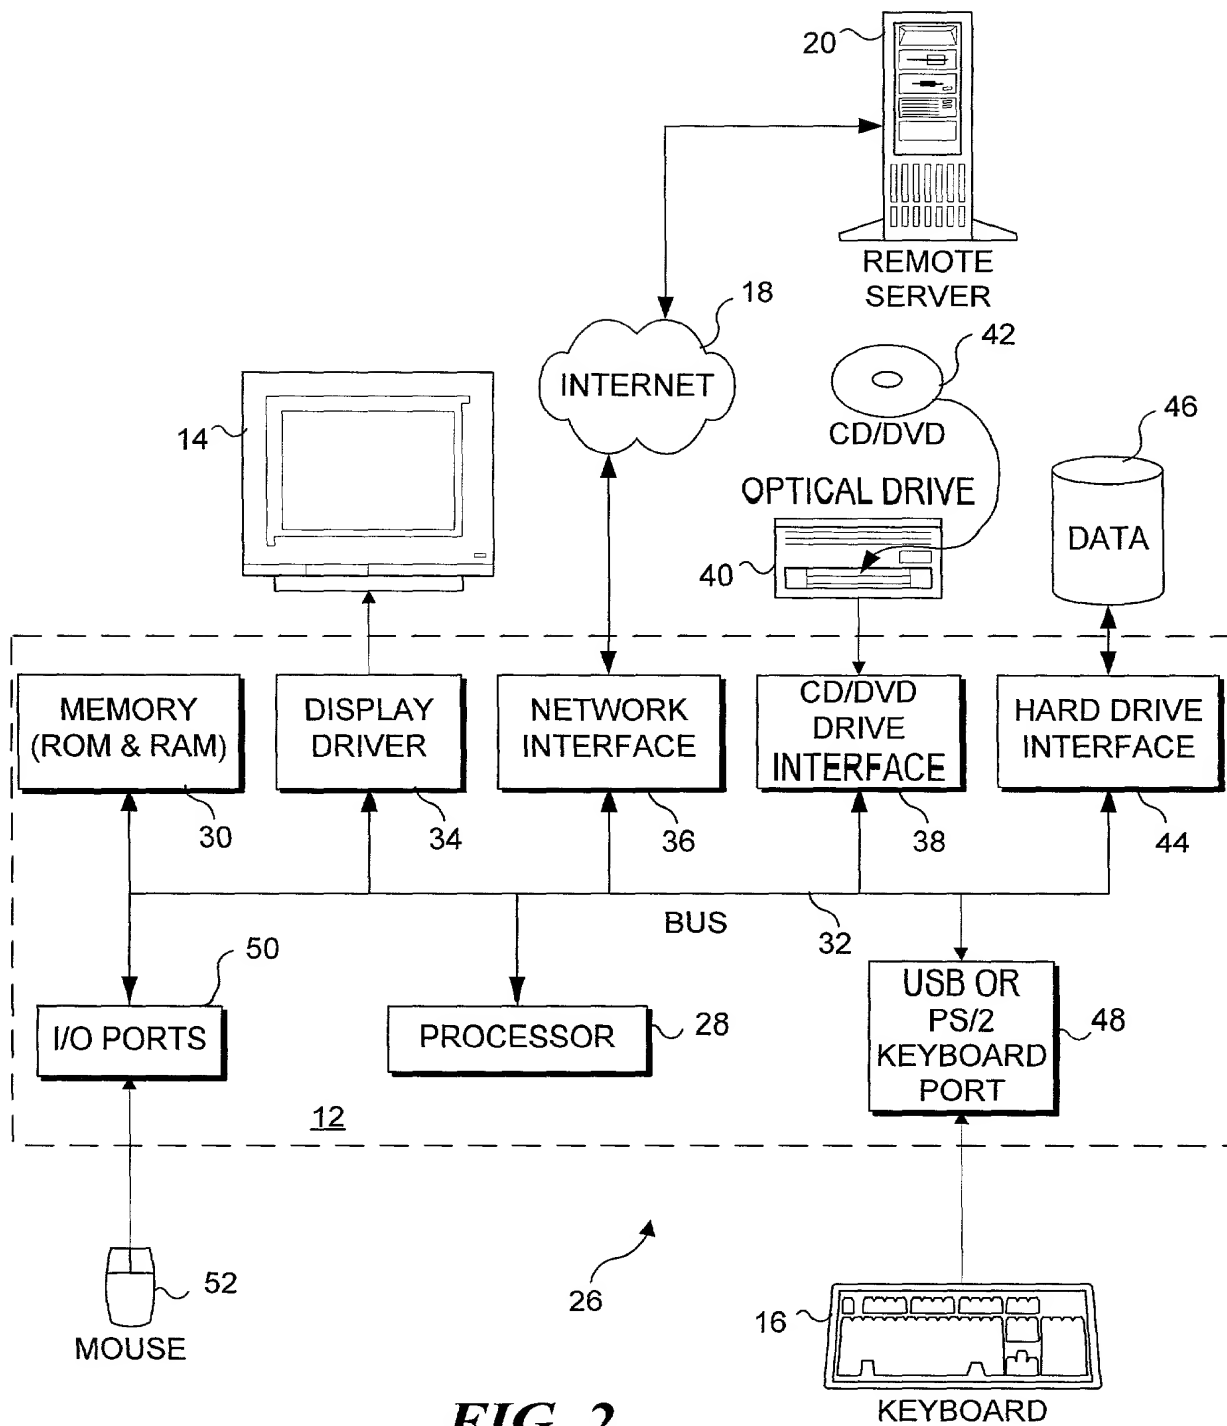 20
REMOTE
SERVER
18
INTERNET
42
CD/DVD
46
14
OPTICAL DRIVE
40
DATA
MEMORY
(ROM & RAM)
30
DISPLAY
DRIVER
34
NETWORK
INTERFACE
36
CD/DVD
DRIVE
INTERFACE
38
HARD DRIVE
INTERFACE
44
BUS
32
50
I/O PORTS
PROCESSOR
28
USB OR
PS/2
KEYBOARD
PORT
48
12
52
MOUSE
26
16
KEYBOARD
FIG. 2